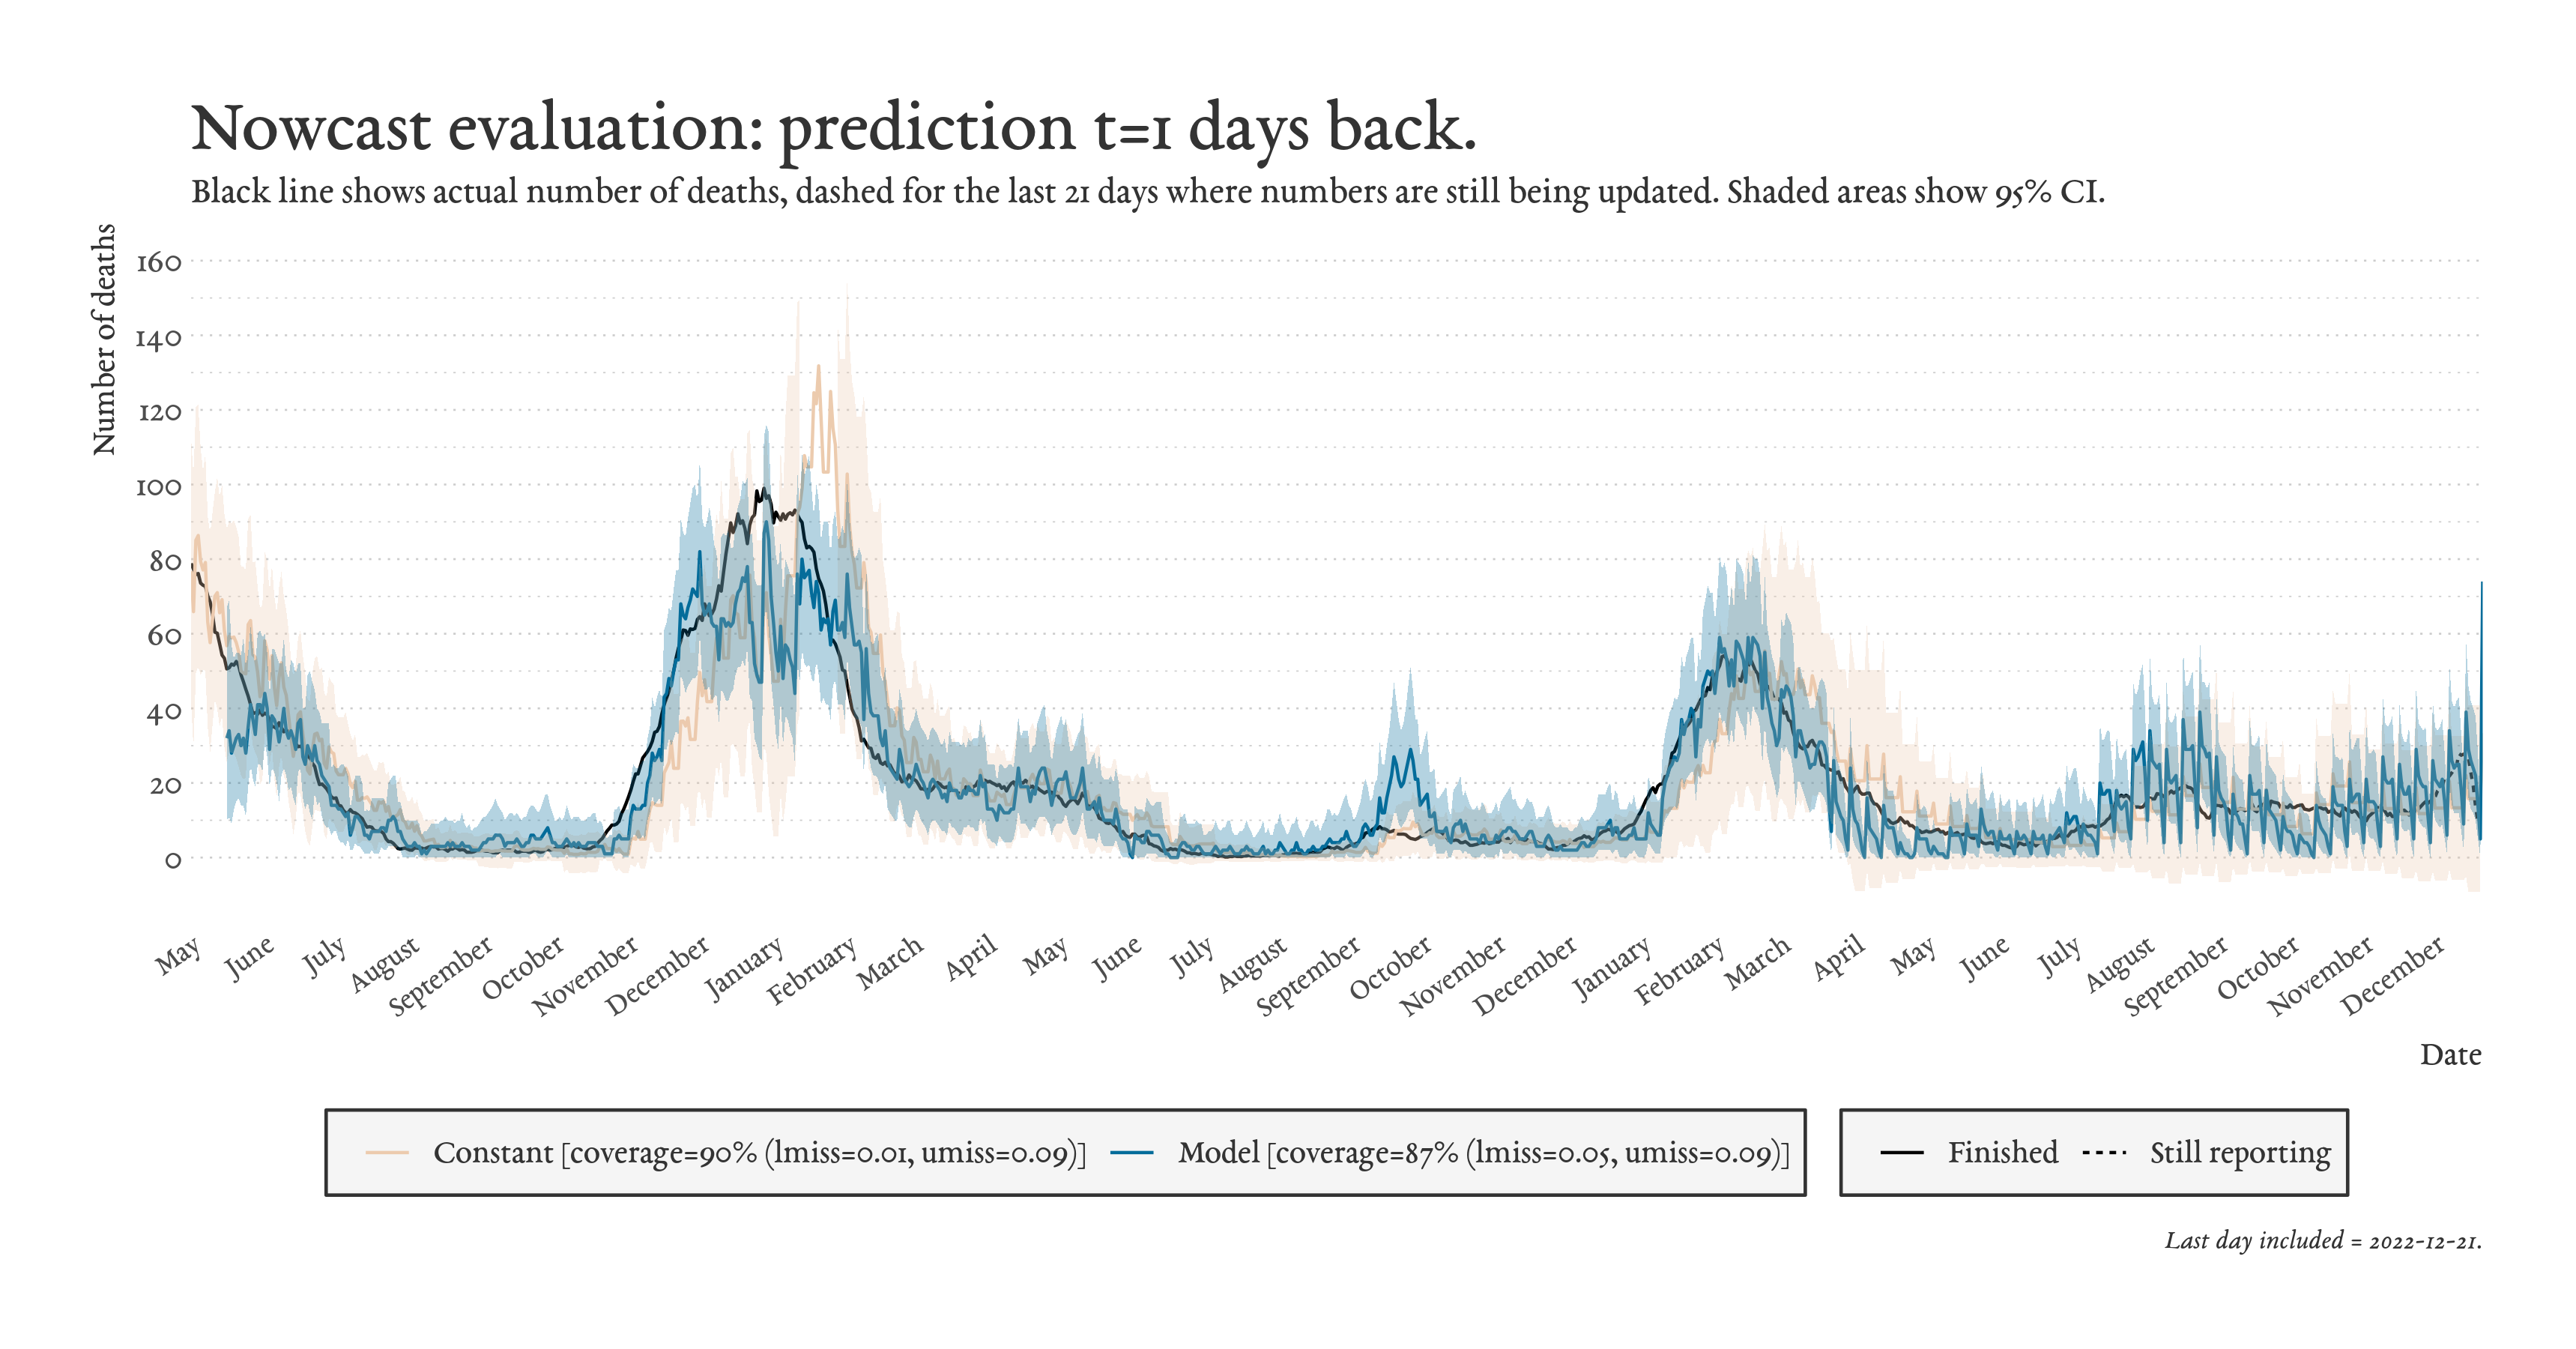 Nowcast evaluation: prediction t=1 days back.
Black line shows actual number of deaths, dashed for the last 21 days where numbers are still being updated. Shaded areas show 95% CI.
Number of deaths
160
140
120
100
80
60
40
20
0
May June July August September October November December January February March April May June July August September October November December January February March April May June July August September October November December
Date
Constant [coverage=90% (lmiss=0.01, umiss=0.09)] Model [coverage=87% (lmiss=0.05, umiss=0.09)] Finished Still reporting
Last day included = 2022-12-21.